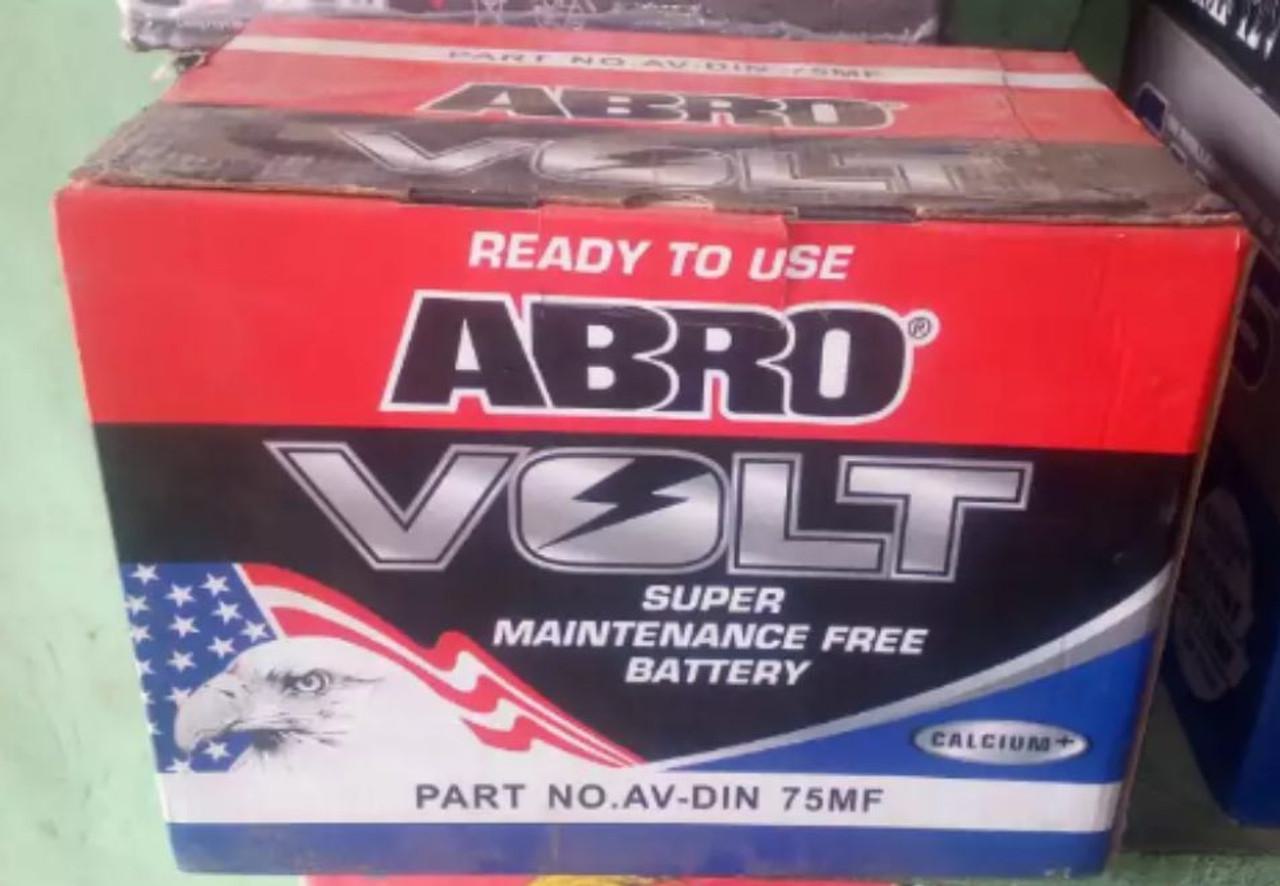 PART NO.AV-DIN 75MF
ABRO
VOLT
READY TO USE
ABRO®
VOLT
SUPER
MAINTENANCE FREE
BATTERY
CALCIUM+
PART NO.AV-DIN 75MF